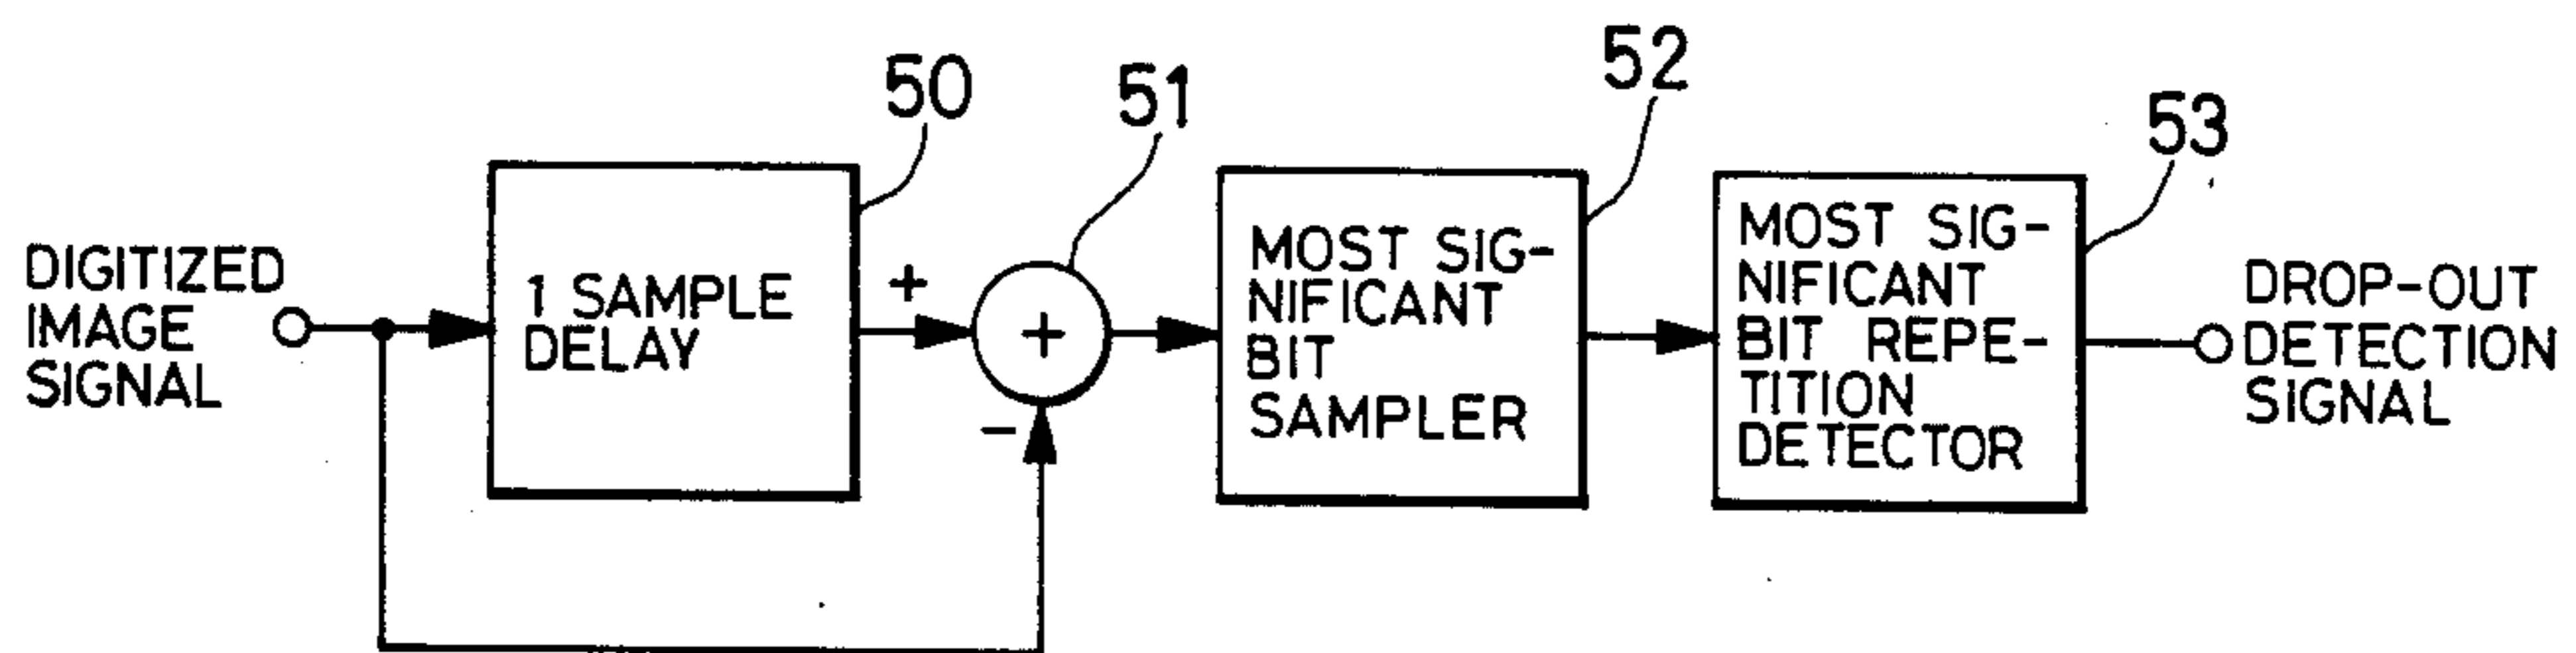 50
51
52
53
DIGITIZED
IMAGE
SIGNAL
1 SAMPLE
DELAY
+
-
+
MOST SIG-
NIFICANT
BIT
SAMPLER
MOST SIG-
NIFICANT
BIT REPE-
TITION
DETECTOR
DROP-OUT
DETECTION
SIGNAL